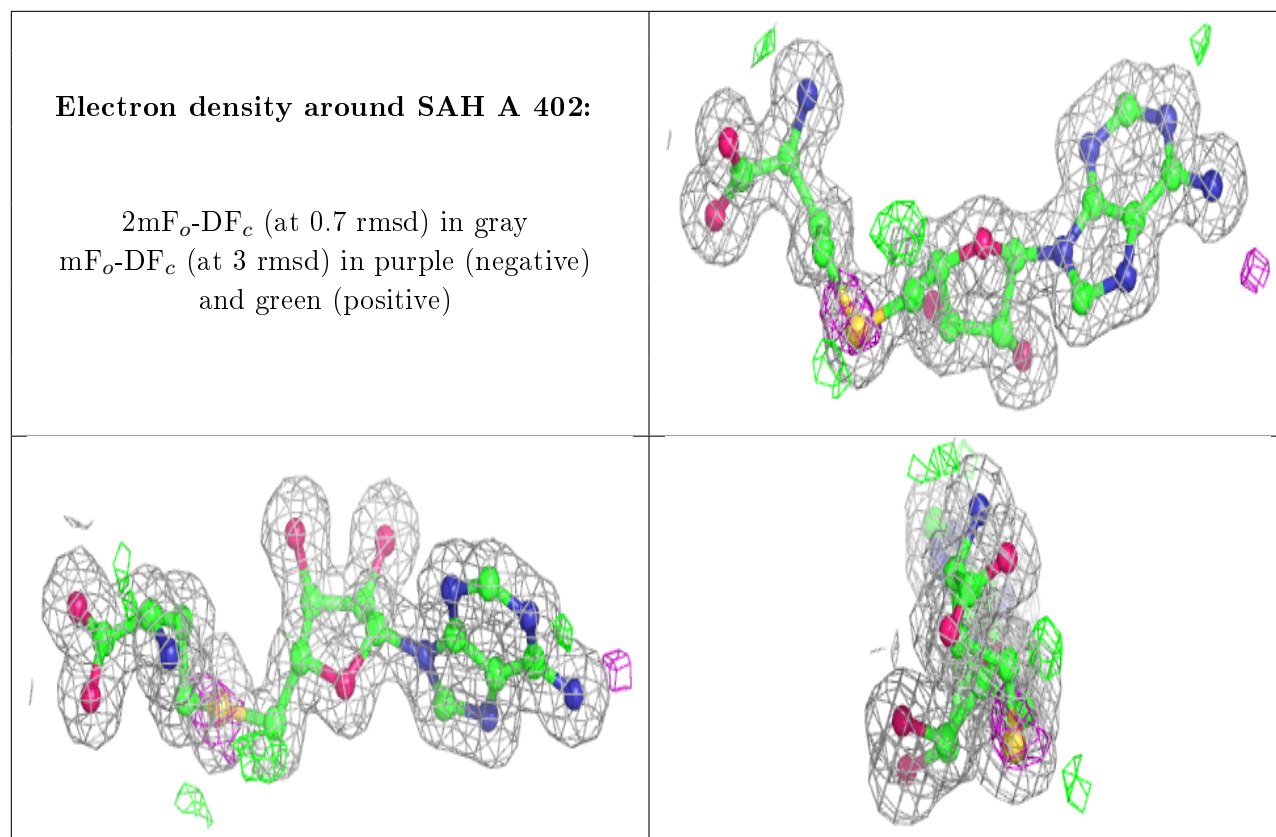 Electron density around SAH A 402:
2mFₒ-DF𝒸 (at 0.7 rmsd) in gray
mFₒ-DF𝒸 (at 3 rmsd) in purple (negative)
and green (positive)